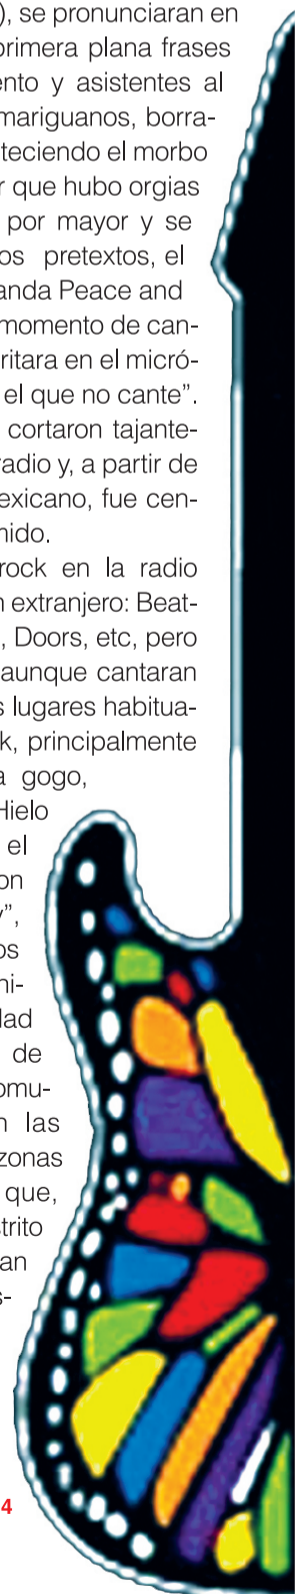 ), se pronunciaran en
primera plana frases
ento y asistentes al
mariguanos, borra-
teciendo el morbo
r que hubo orgias
por mayor y se
os pretextos, el
anda Peace and
momento de can-
ritara en el micró-
el que no cante”.
cortaron tajante-
radio y, a partir de
exicano, fue cen-
nido.
rock en la radio
n extranjero: Beat-
, Doors, etc, pero
aunque cantaran
s lugares habitua-
k, principalmente
a gogo,
Hielo
el
on
y”,
os
ni-
dad
de
omu-
n las
zonas
que,
trito
an
s-
4